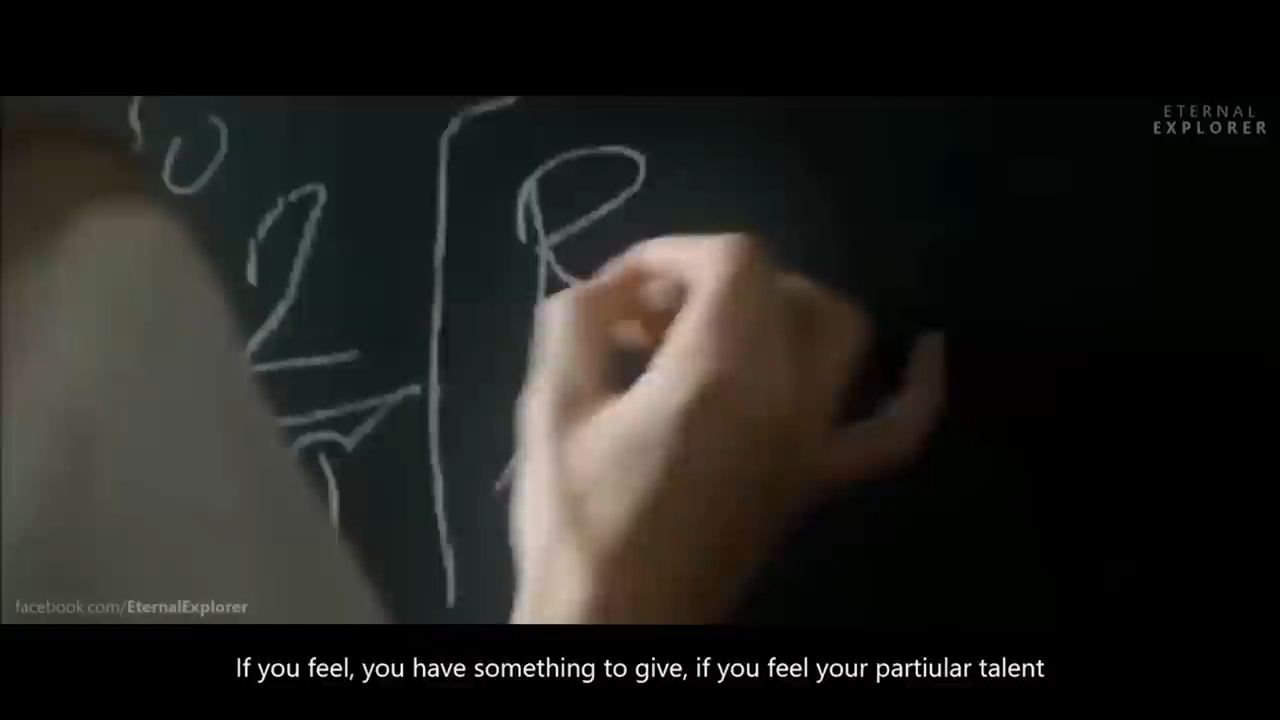 ETERNAL
EXPLORER
2
R
facebook.com/EternalExplorer
If you feel, you have something to give, if you feel your partiular talent